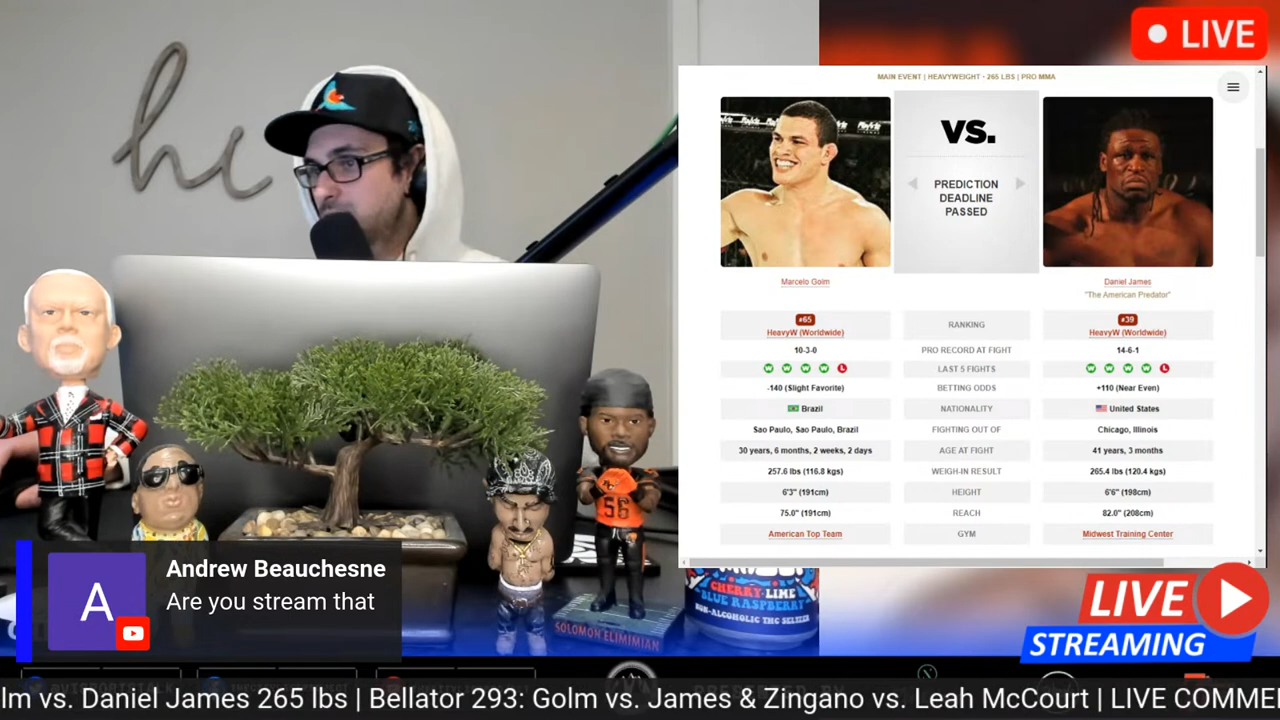 LIVE
hi
MAIN EVENT | HEAVYWEIGHT · 265 LBS | PRO MMA
VS.
PREDICTION
DEADLINE
PASSED
Marcelo Golm
Daniel James
"The American Predator"
#65
HeavyW (Worldwide)
RANKING
#39
HeavyW (Worldwide)
10-3-0
PRO RECORD AT FIGHT
14-6-1
W W W W L
LAST 5 FIGHTS
W W W W L
-140 (Slight Favorite)
BETTING ODDS
+110 (Near Even)
Brazil
NATIONALITY
United States
Sao Paulo, Sao Paulo, Brazil
FIGHTING OUT OF
Chicago, Illinois
30 years, 6 months, 2 weeks, 2 days
AGE AT FIGHT
41 years, 3 months
257.6 lbs (116.8 kgs)
WEIGH-IN RESULT
265.4 lbs (120.4 kgs)
6'3" (191cm)
HEIGHT
6'6" (198cm)
75.0" (191cm)
REACH
82.0" (208cm)
American Top Team
GYM
Midwest Training Center
56
A
Andrew Beauchesne
Are you stream that
SOLOMON ELIMIMIAN
CHERRY-LIME
BLUE RASPBERRY
NON-ALCOHOLIC THC SELTZER
LIVE
STREAMING
lm vs. Daniel James 265 lbs | Bellator 293: Golm vs. James & Zingano vs. Leah McCourt | LIVE COMME